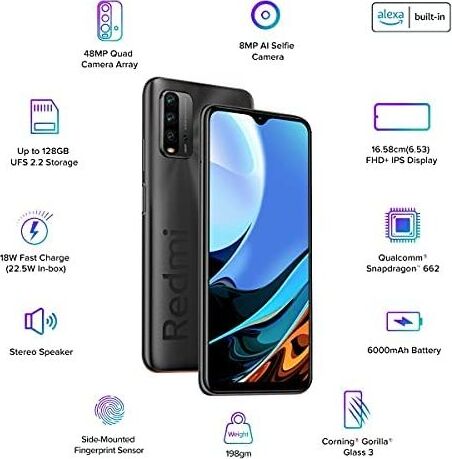 48MP Quad
Camera Array
8MP AI Selfie
Camera
alexa | built-in
Up to 128GB
UFS 2.2 Storage
16.58cm(6.53)
FHD+ IPS Display
18W Fast Charge
(22.5W In-box)
Qualcomm®
Snapdragon™ 662
Redmi
Stereo Speaker
6000mAh Battery
Side-Mounted
Fingerprint Sensor
Weight
198gm
Corning® Gorilla®
Glass 3